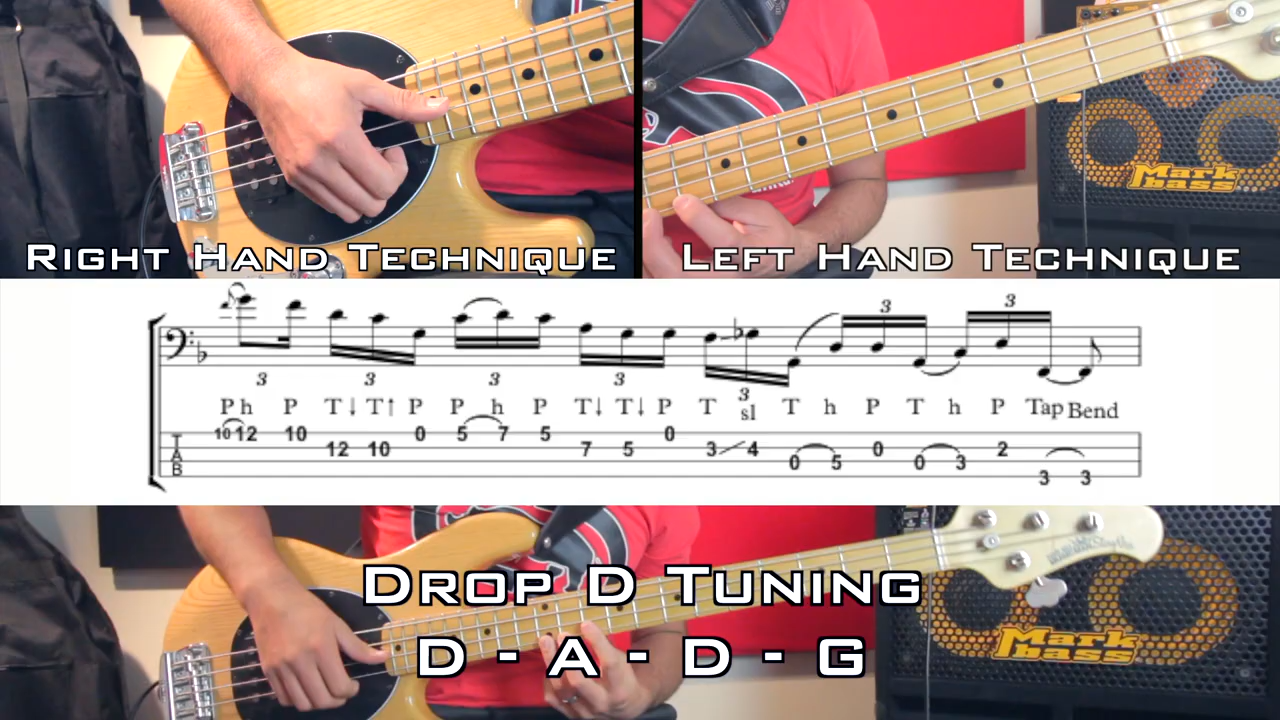 Right Hand Technique
Left Hand Technique
Mark
bass
3 3
3 3 3 3 3
P h P T↓ T↑ P P h P T↓ T↓ P T sl T h P T h P Tap Bend
10 12 10 0 5 7 5 0
12 10 7 5 3 4 2
0 5 0 0 3
3 3
T
A
B
Drop D Tuning
D - A - D - G
Mark
bass